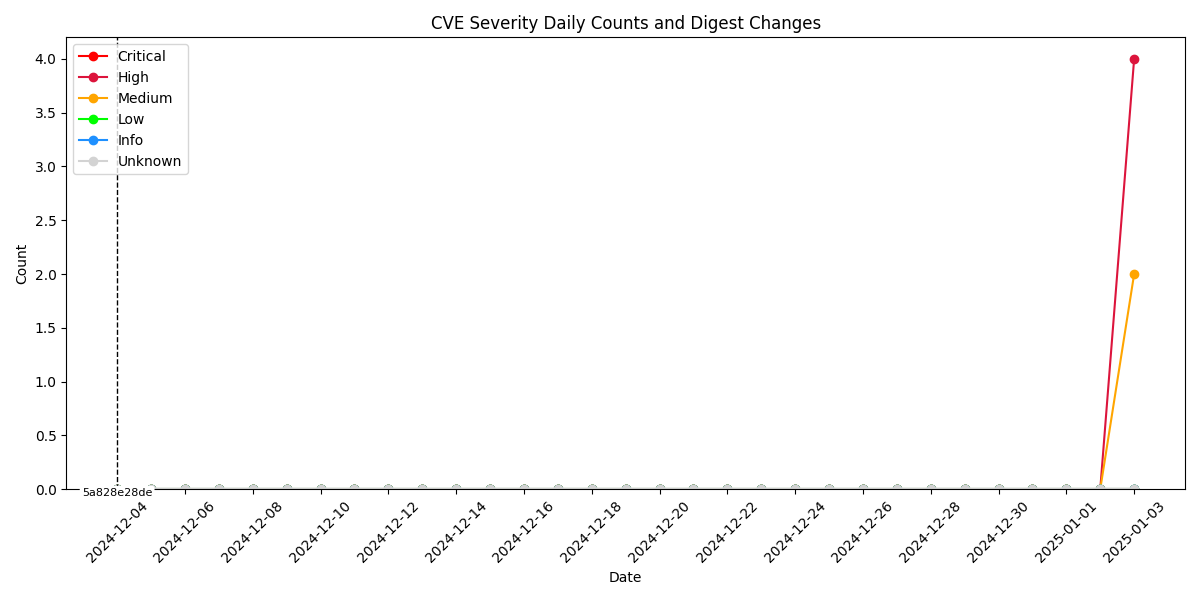 CVE Severity Daily Counts and Digest Changes
Critical
High
Medium
Low
Info
Unknown
Count
4.0
3.5
3.0
2.5
2.0
1.5
1.0
0.5
0.0
5a828e28de
2024-12-04
2024-12-06
2024-12-08
2024-12-10
2024-12-12
2024-12-14
2024-12-16
2024-12-18
2024-12-20
2024-12-22
2024-12-24
2024-12-26
2024-12-28
2024-12-30
2025-01-01
2025-01-03
Date